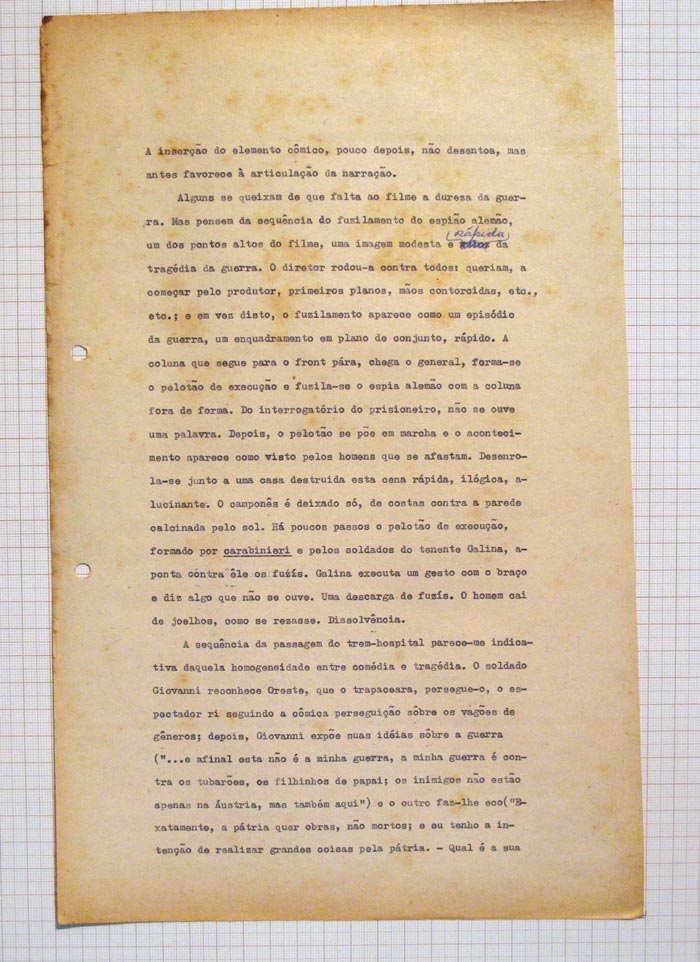 A inserção do elemento cômico, pouco depois, não desentoa, mas
antes favorece à articulação da narração.
Alguns se queixam de que falta ao filme a dureza da guer-
ra. Mas pensem da sequência do fuzilamento do espião alemão,
(rápida)
um dos pontos altos do filme, uma imagem modesta e da
tragédia da guerra. O diretor rodou-a contra todos: queriam, a
começar pelo produtor, primeiros planos, mãos contorcidas, etc.,
etc.; e em vez disto, o fuzilamento aparece como um episódio
da guerra, um enquadramento em plano de conjunto, rápido. A
coluna que segue para o front pára, chega o general, forma-se
o pelotão de execução e fuzila-se o espia alemão com a coluna
fora de forma. Do interrogatório do prisioneiro, não se ouve
uma palavra. Depois, o pelotão se põe em marcha e o aconteci-
mento aparece como visto pelos homens que se afastam. Desenro-
la-se junto a uma casa destruida esta cena rápida, ilógica, a-
lucinante. O camponês é deixado só, de costas contra a parede
calcinada pelo sol. Há poucos passos o pelotão de execução,
formado por carabinieri e pelos soldados do tenente Galina, a-
ponta contra êle os fuzís. Galina executa um gesto com o braço
e diz algo que não se ouve. Uma descarga de fuzís. O homem cai
de joelhos, como se rezasse. Dissolvência.
A sequência da passagem do trem-hospital parece-me indica-
tiva daquela homogeneidade entre comédia e tragédia. O soldado
Giovanni reconhece Oreste, que o trapaceara, persegue-o, o es-
pectador ri seguindo a cômica perseguição sôbre os vagões de
gêneros; depois, Giovanni expõe suas idéias sôbre a guerra
("...e afinal esta não é a minha guerra, a minha guerra é con-
tra os tubarões, os filhinhos de papai; os inimigos não estão
apenas na Áustria, mas também aqui") e o outro faz-lhe eco("E-
xatamente, a pátria quer obras, não mortos; e eu tenho a in-
tenção de realizar grandes coisas pela pátria. - Qual é a sua